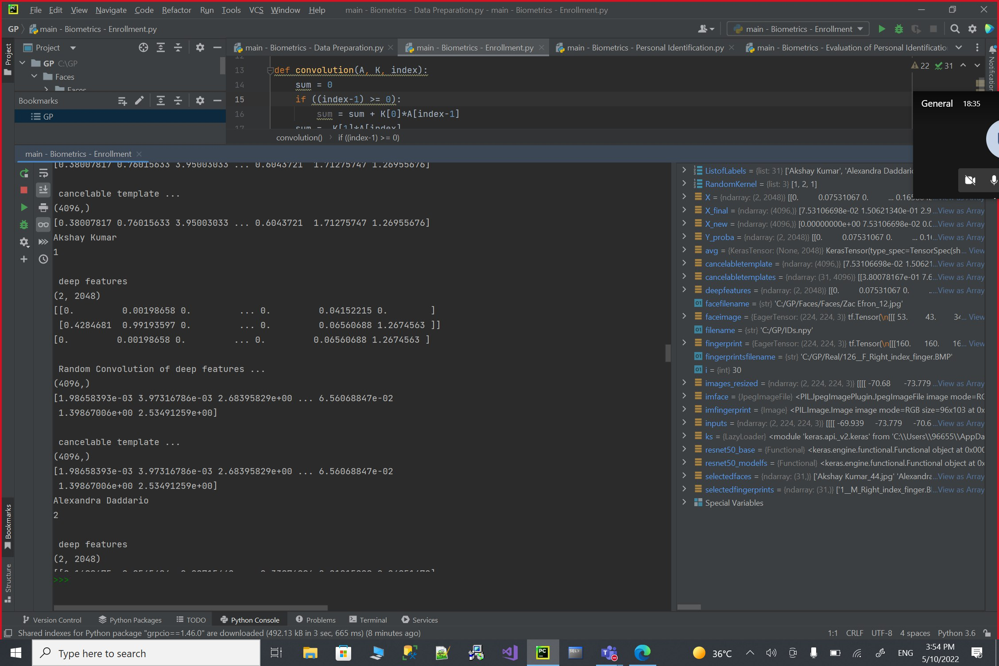 File Edit View Navigate Code Refactor Run Tools VCS Window Help main - Biometrics - Data Preparation.py - main - Biometrics - Enrollment.py
GP main - Biometrics - Enrollment.py
main - Biometrics - Enrollment
Project
main - Biometrics - Data Preparation.py
main - Biometrics - Enrollment.py
main - Biometrics - Personal Identification.py
main - Biometrics - Evaluation of Personal Identificatio
Project
GP C:\GP
Faces
Faces
Bookmarks
GP
12
13 def convolution(A, K, index):
14 sum = 0
15 if ((index-1) >= 0):
16 sum = sum + K[0]*A[index-1]
17 sum = K[1]*A[index]
22 31
convolution() if ((index-1) >= 0)
General 18:35
main - Biometrics - Enrollment
[0.38007817 0.76015633 3.95003033 ... 0.6043721 1.71275747 1.26955676]
cancelable template ...
(4096,)
[0.38007817 0.76015633 3.95003033 ... 0.6043721 1.71275747 1.26955676]
Akshay Kumar
1
deep features
(2, 2048)
[[0. 0.00198658 0. ... 0. 0.04152215 0. ]
[0.4284681 0.99193597 0. ... 0. 0.06560688 1.2674563 ]]
[0. 0.00198658 0. ... 0. 0.06560688 1.2674563 ]
Random Convolution of deep features ...
(4096,)
[1.98658393e-03 3.97316786e-03 2.68395829e+00 ... 6.56068847e-02
1.39867006e+00 2.53491259e+00]
cancelable template ...
(4096,)
[1.98658393e-03 3.97316786e-03 2.68395829e+00 ... 6.56068847e-02
1.39867006e+00 2.53491259e+00]
Alexandra Daddario
2
deep features
(2, 2048)
>>>
ListofLabels = {list: 31} ['Akshay Kumar', 'Alexandra Daddario
RandomKernel = {list: 3} [1, 2, 1]
X = {ndarray: (2, 2048)} [[0. 0.07531067 0. ...View as Array
X_final = {ndarray: (4096,)} [7.53106698e-02 1.50621340e-01 2.9 ...View as Array
X_new = {ndarray: (4096,)} [0.00000000e+00 7.53106698e-02 0.0 ...View as Array
Y_proba = {ndarray: (2, 2048)} [[0. 0.07531067 0. ... 0.16 ...View as Array
avg = {KerasTensor: (None, 2048)} KerasTensor(type_spec=TensorSpec(sh... View
cancelabletemplate = {ndarray: (4096,)} [7.53106698e-02 1.50621 ...View as Array
cancelabletemplates = {ndarray: (31, 4096)} [[3.80078167e-01 7.6 ...View as Array
deepfeatures = {ndarray: (2, 2048)} [[0. 0.07531067 0. ...View as Array
facefilename = {str} 'C:/GP/Faces/Faces/Zac Efron_12.jpg'
faceimage = {EagerTensor: (224, 224, 3)} tf.Tensor(\n[[[ 53. 43. 34... View
filename = {str} 'C:/GP/IDs.npy'
fingerprint = {EagerTensor: (224, 224, 3)} tf.Tensor(\n[[[160. 160. 16... View
fingerprintsfilename = {str} 'C:/GP/Real/126__F_Right_index_finger.BMP'
i = {int} 30
images_resized = {ndarray: (2, 224, 224, 3)} [[[[ -70.68 -73.779 ...View as Array
imface = {JpegImageFile} <PIL.JpegImagePlugin.JpegImageFile image mode=RG
imfingerprint = {Image} <PIL.Image.Image image mode=RGB size=96x103 at 0x
inputs = {ndarray: (2, 224, 224, 3)} [[[[ -69.939 -73.779 -70.6 ...View as Array
ks = {LazyLoader} <module 'keras.api._v2.keras' from 'C:\\Users\\96655\\AppDa
resnet50_base = {Functional} <keras.engine.functional.Functional object at 0x000
resnet50_modelfs = {Functional} <keras.engine.functional.Functional object at 0x
selectedfaces = {ndarray: (31,)} ['Akshay Kumar_44.jpg' 'Alexandra ...View as Array
selectedfingerprints = {ndarray: (31,)} ['1__M_Right_index_finger.B ...View as Array
Special Variables
Notification
Bookmarks
Structure
Version Control Python Packages TODO Python Console Problems Terminal Services
Shared indexes for Python package "grpcio==1.46.0" are downloaded (492.13 kB in 3 sec, 665 ms) (8 minutes ago)
1:1 CRLF UTF-8 4 spaces Python 3.6
Type here to search
36°C
ENG
3:54 PM
5/10/2022